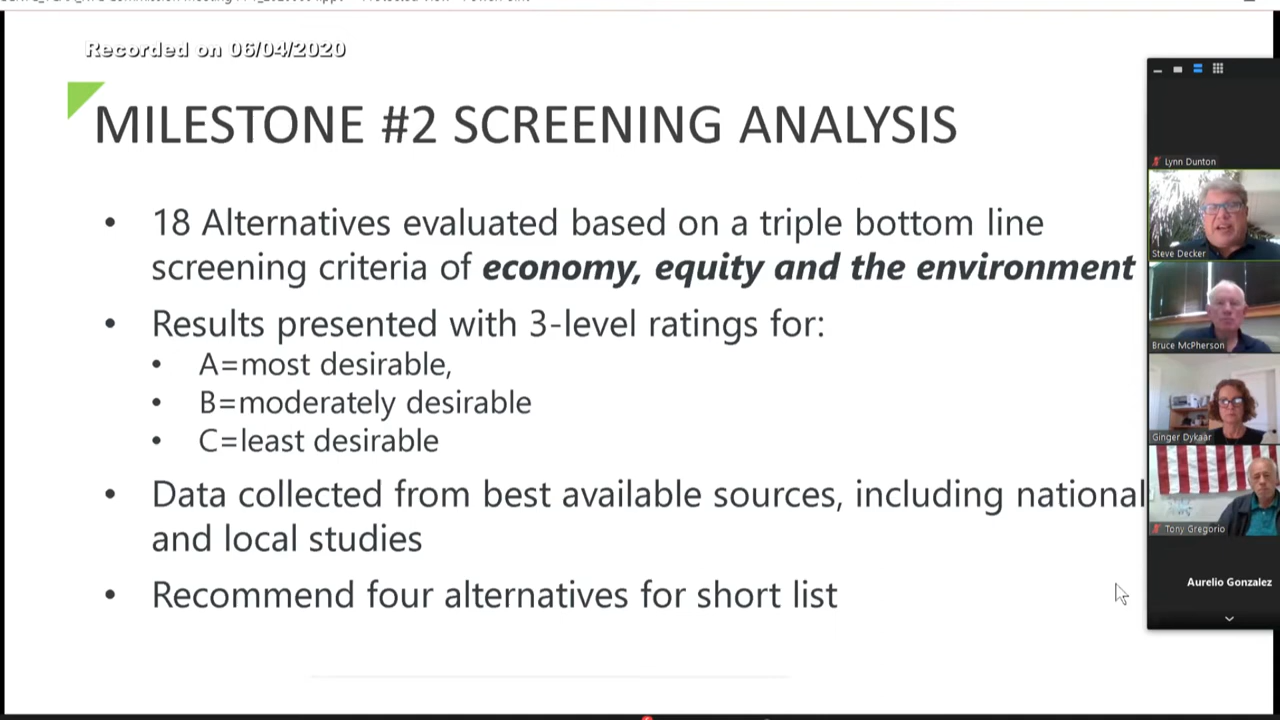 Recorded on 06/04/2020
MILESTONE #2 SCREENING ANALYSIS
• 18 Alternatives evaluated based on a triple bottom line
screening criteria of economy, equity and the environment
• Results presented with 3-level ratings for:
• A=most desirable,
• B=moderately desirable
• C=least desirable
• Data collected from best available sources, including national
and local studies
• Recommend four alternatives for short list
Lynn Dunton
Steve Decker
Bruce McPherson
Ginger Dykaar
Tony Gregorio
Aurelio Gonzalez